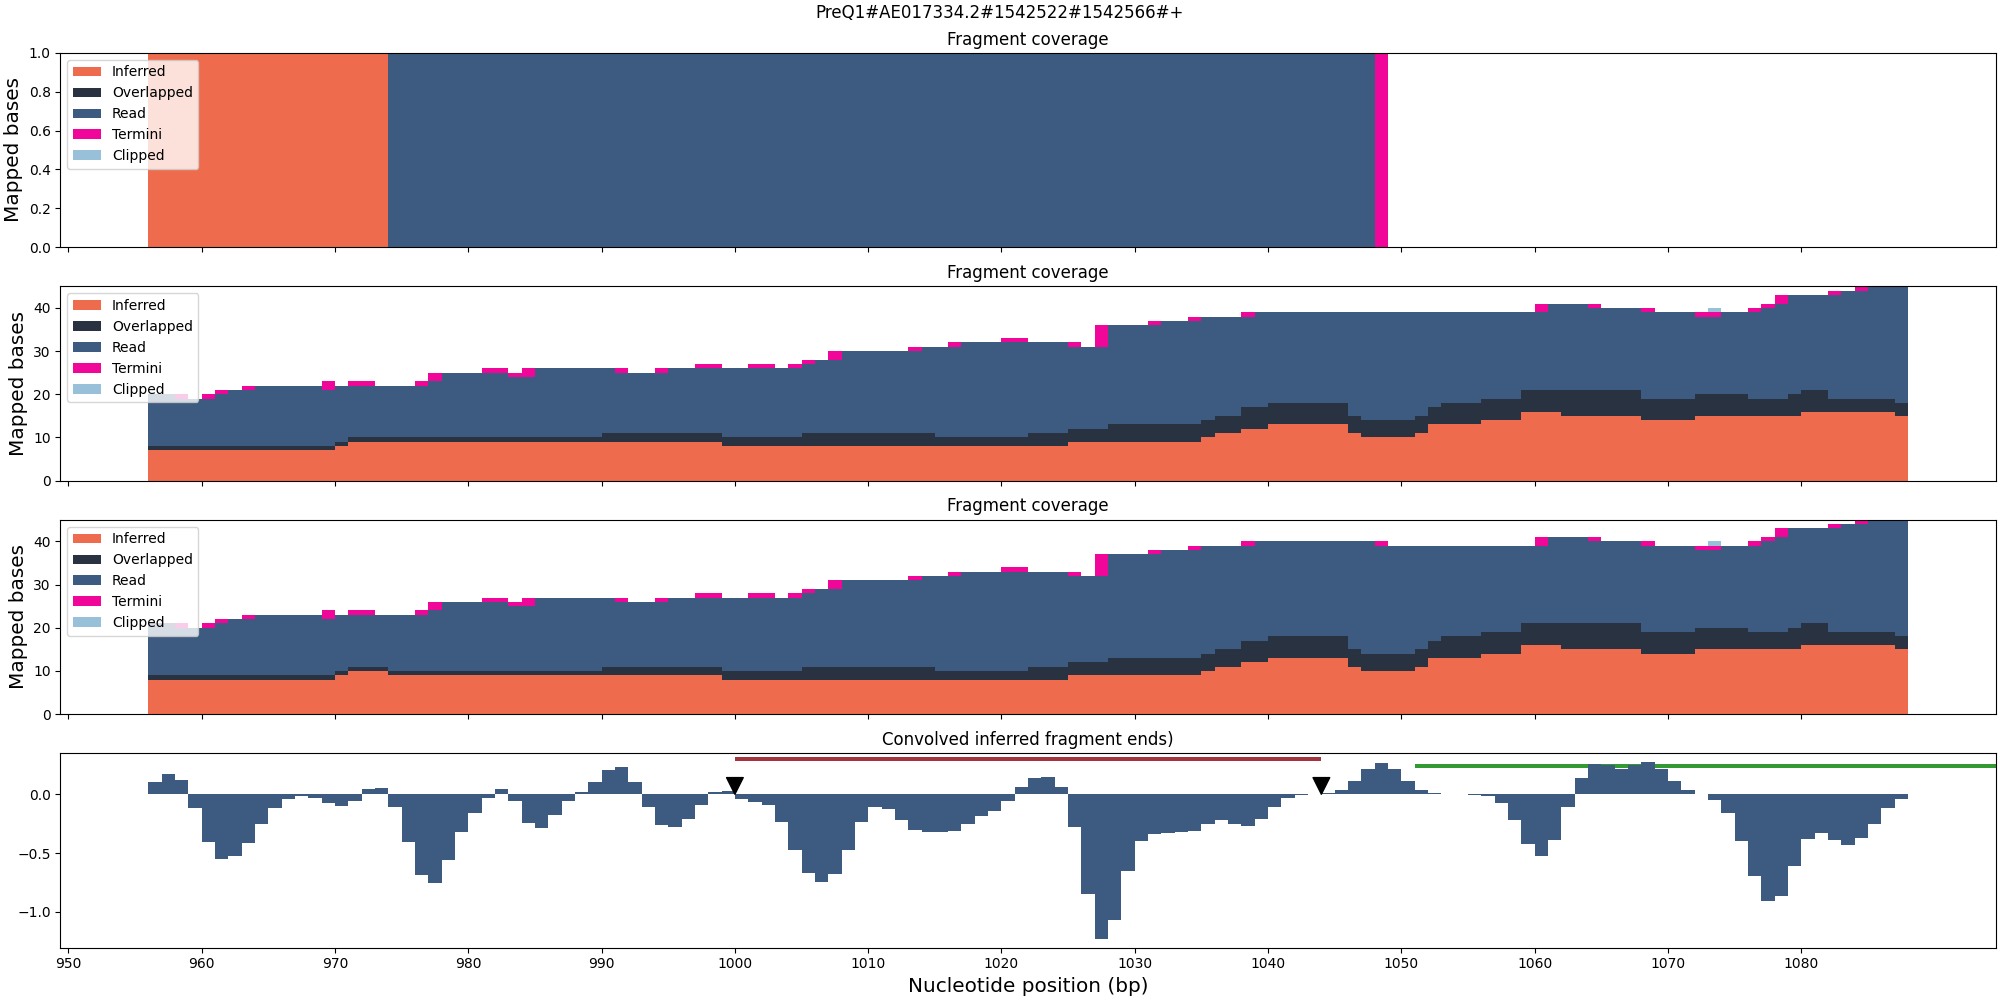 PreQ1#AE017334.2#1542522#1542566#+
Fragment coverage
Mapped bases
1.0
0.8
0.6
0.4
0.2
0.0
Inferred
Overlapped
Read
Termini
Clipped
Fragment coverage
Mapped bases
40
30
20
10
0
Inferred
Overlapped
Read
Termini
Clipped
Fragment coverage
Mapped bases
40
30
20
10
0
Inferred
Overlapped
Read
Termini
Clipped
Convolved inferred fragment ends)
0.0
−0.5
−1.0
950 960 970 980 990 1000 1010 1020 1030 1040 1050 1060 1070 1080
Nucleotide position (bp)